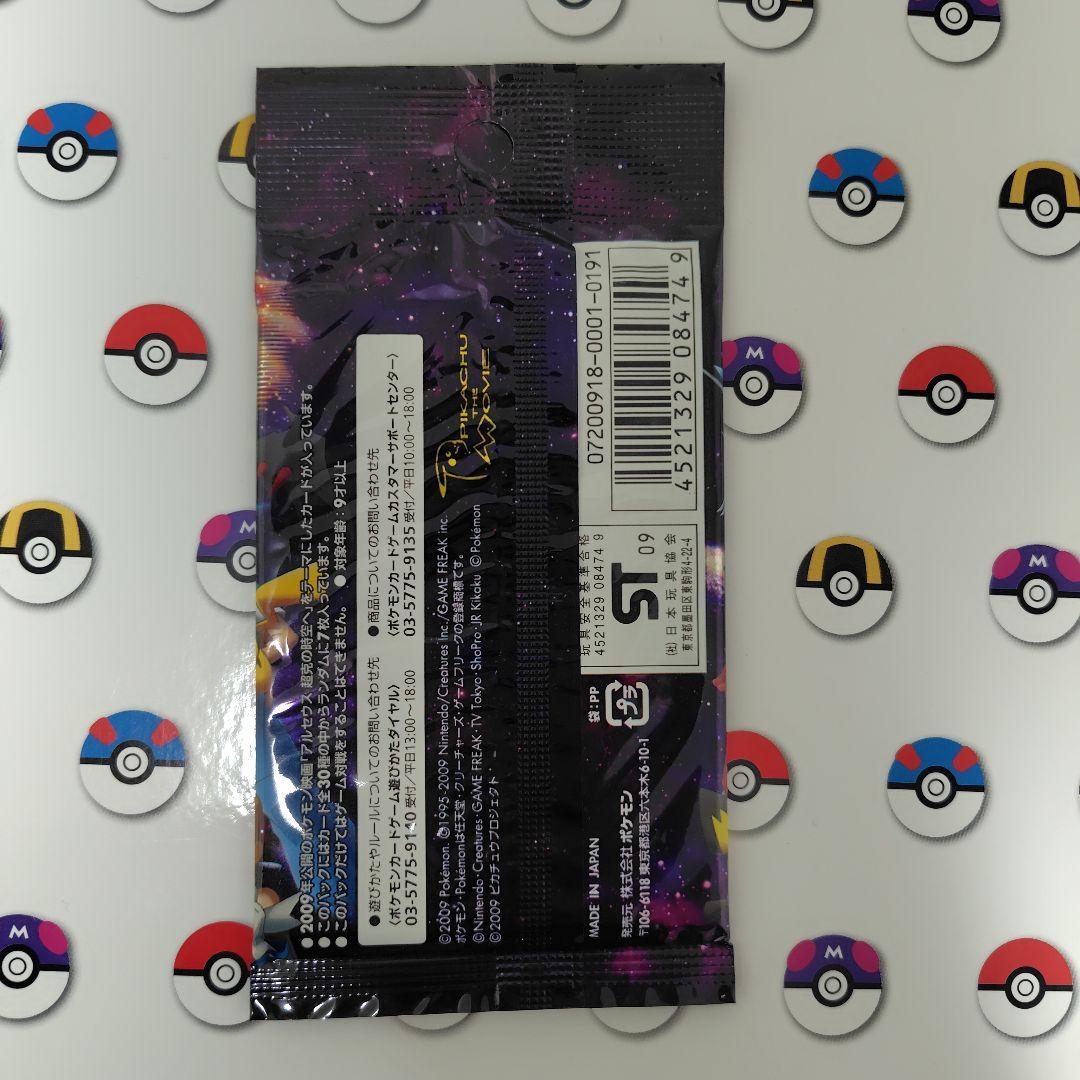 ● 2009年公開のポケモン映画「アルセウス 超克の時空へ」をテーマにしたカードが入っています。
● このパックにはカード全30種の中からランダムに7枚入っています。
● このパックだけではゲーム対戦をすることはできません。 ● 対象年齢：9才以上
● 遊びかたやルールについてのお問い合わせ先
〈ポケモンカードゲーム遊びかたダイヤル〉
受付／平日13:00〜18:00
● 商品についてのお問い合わせ先
〈ポケモンカードゲームカスタマーサポートセンター〉
03-5775-9135 受付／平日10:00〜18:00
©2009 Pokémon. ©1995-2009 Nintendo/Creatures Inc./GAME FREAK inc.
ポケモン・Pokémonは任天堂・クリーチャーズ・ゲームフリークの登録商標です。
©Nintendo・Creatures・GAME FREAK・TV Tokyo・ShoPro・JR Kikaku ©Pokémon
©2009 ピカチュウプロジェクト
PIKACHU
THE
MOVIE
MADE IN JAPAN
発売元 株式会社 ポケモン
〒106-6118 東京都港区六本木6-10-1
袋:PP
プラ
玩具安全基準合格
4521329 08474 9
ST 09
(社) 日本玩具協会
東京都墨田区東駒形4-22-4
07200918-0001-0191
4 521329 084749
M
M
M
M
M
M